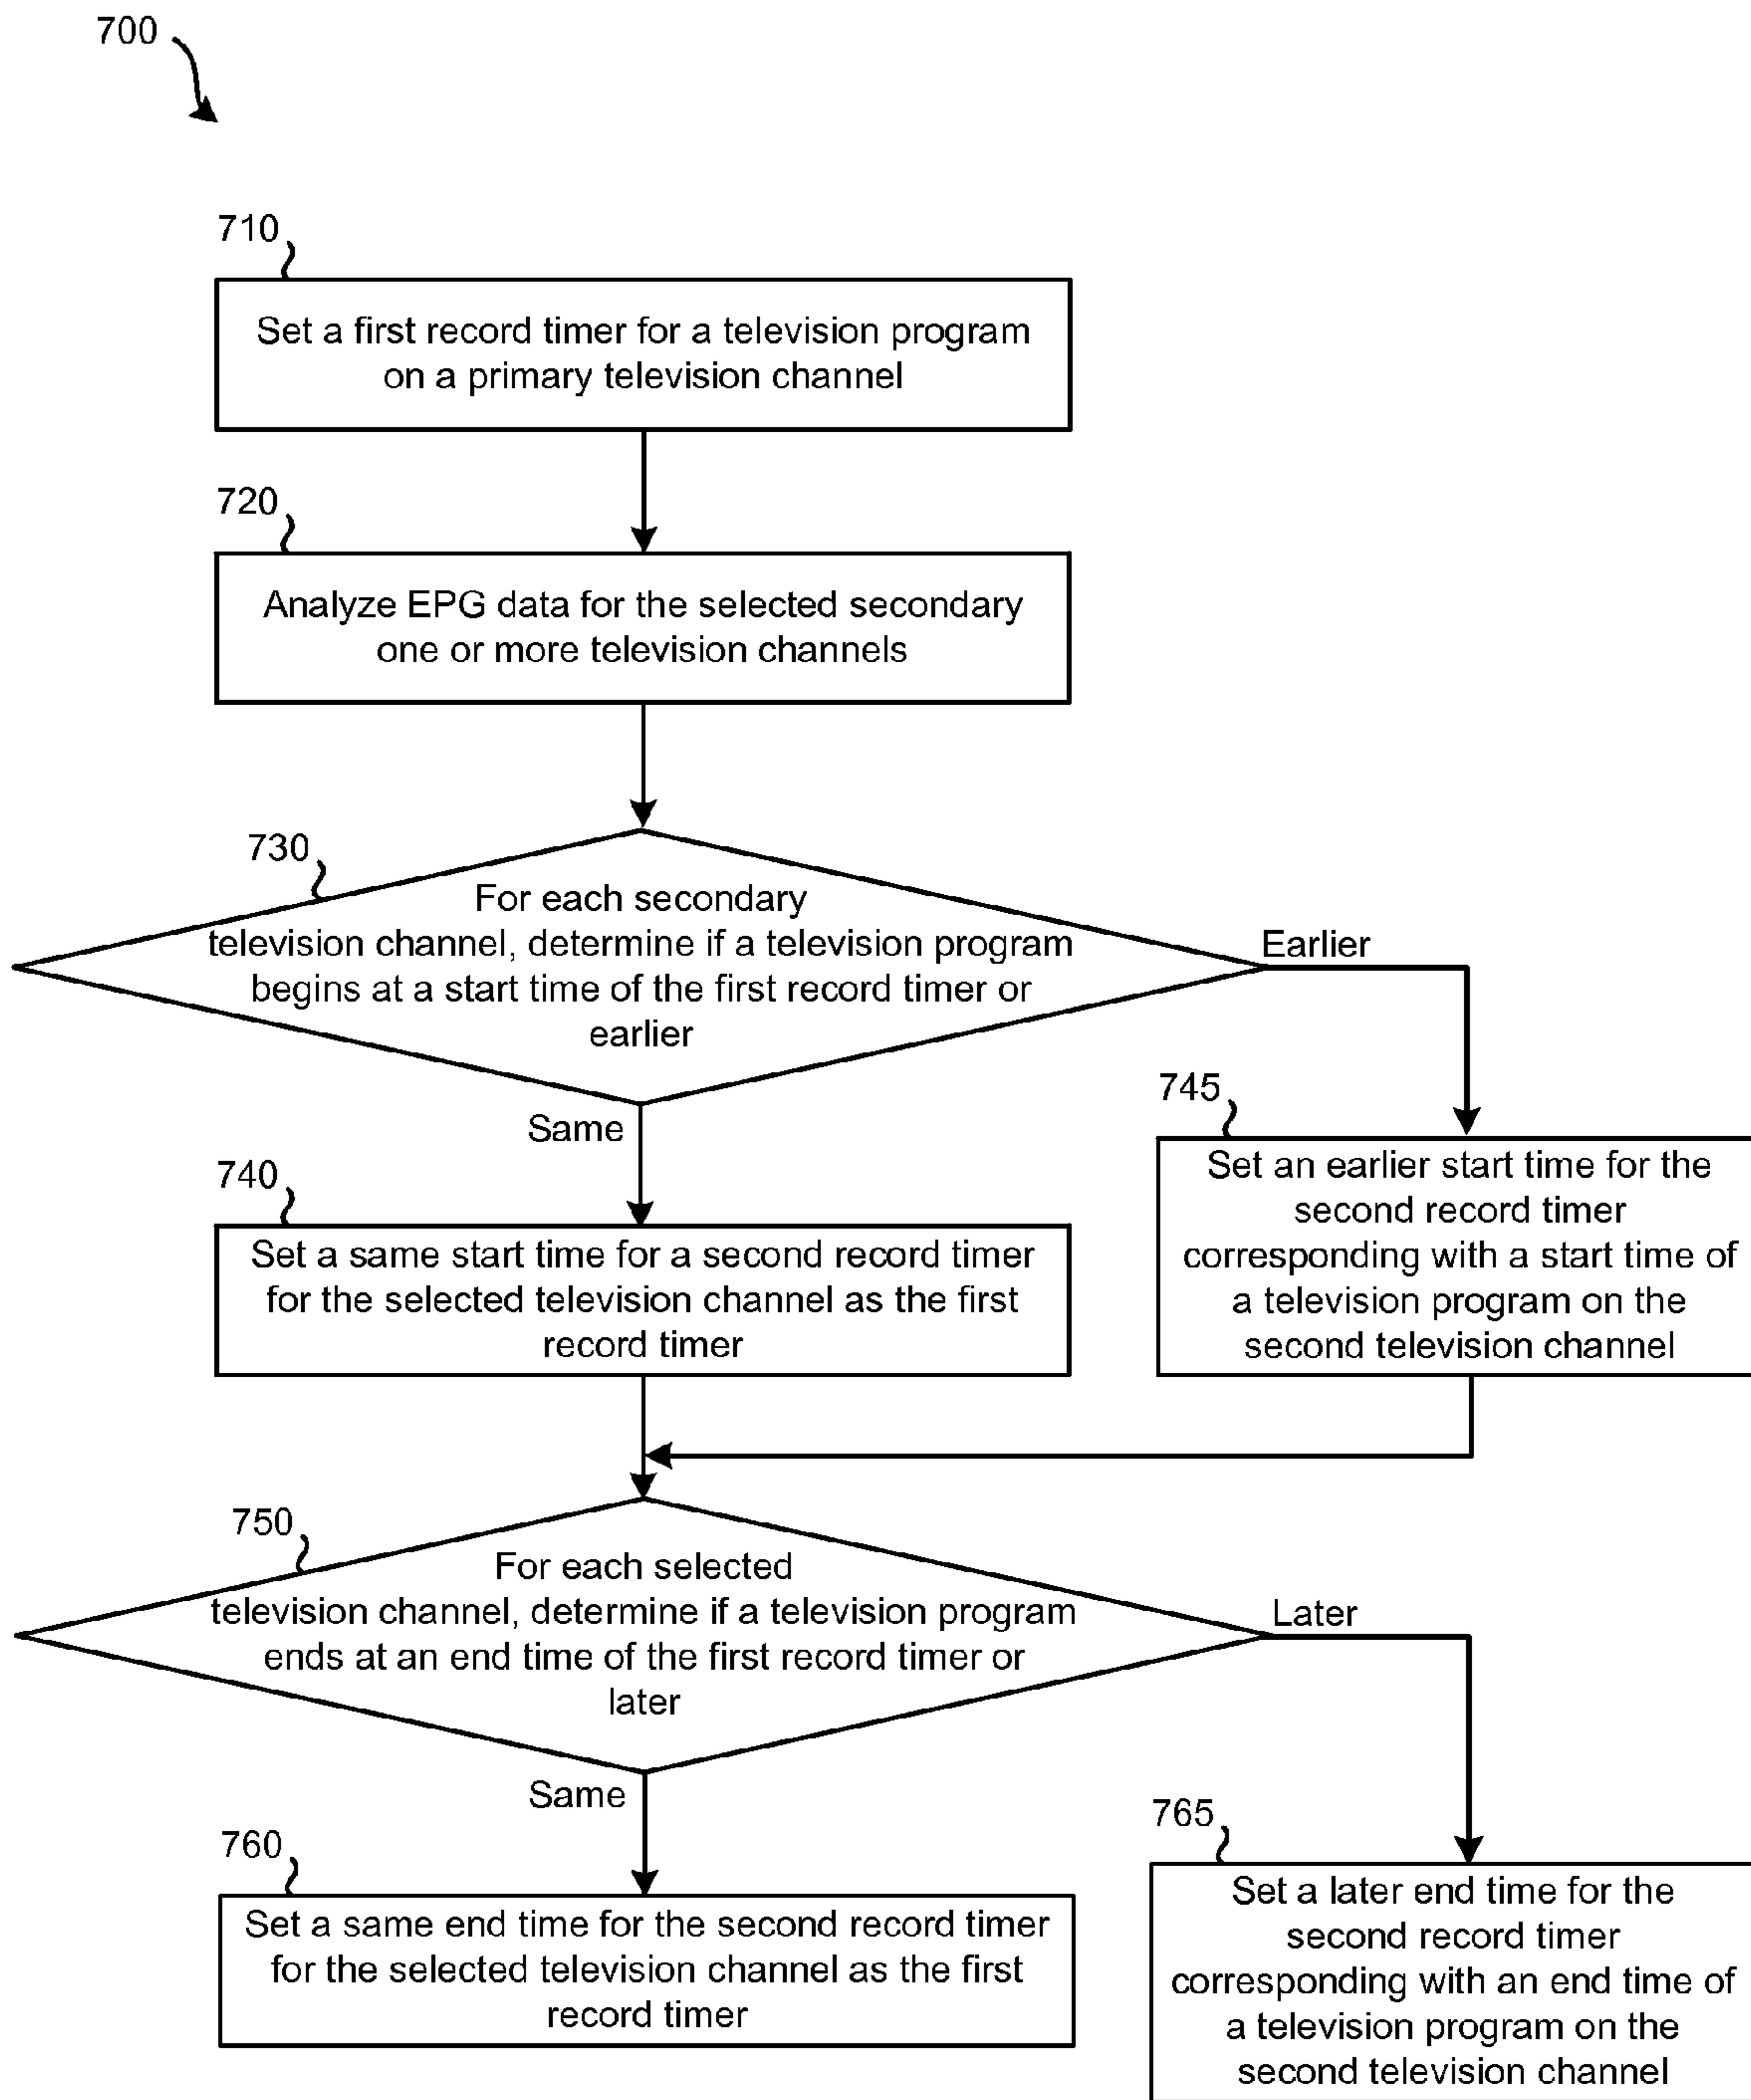 700
710
Set a first record timer for a television program
on a primary television channel
720
Analyze EPG data for the selected secondary
one or more television channels
730
For each secondary
television channel, determine if a television program
begins at a start time of the first record timer or
earlier
Earlier
Same
745
Set an earlier start time for the
second record timer
corresponding with a start time of
a television program on the
second television channel
740
Set a same start time for a second record timer
for the selected television channel as the first
record timer
750
For each selected
television channel, determine if a television program
ends at an end time of the first record timer or
later
Later
Same
760
Set a same end time for the second record timer
for the selected television channel as the first
record timer
765
Set a later end time for the
second record timer
corresponding with an end time of
a television program on the
second television channel